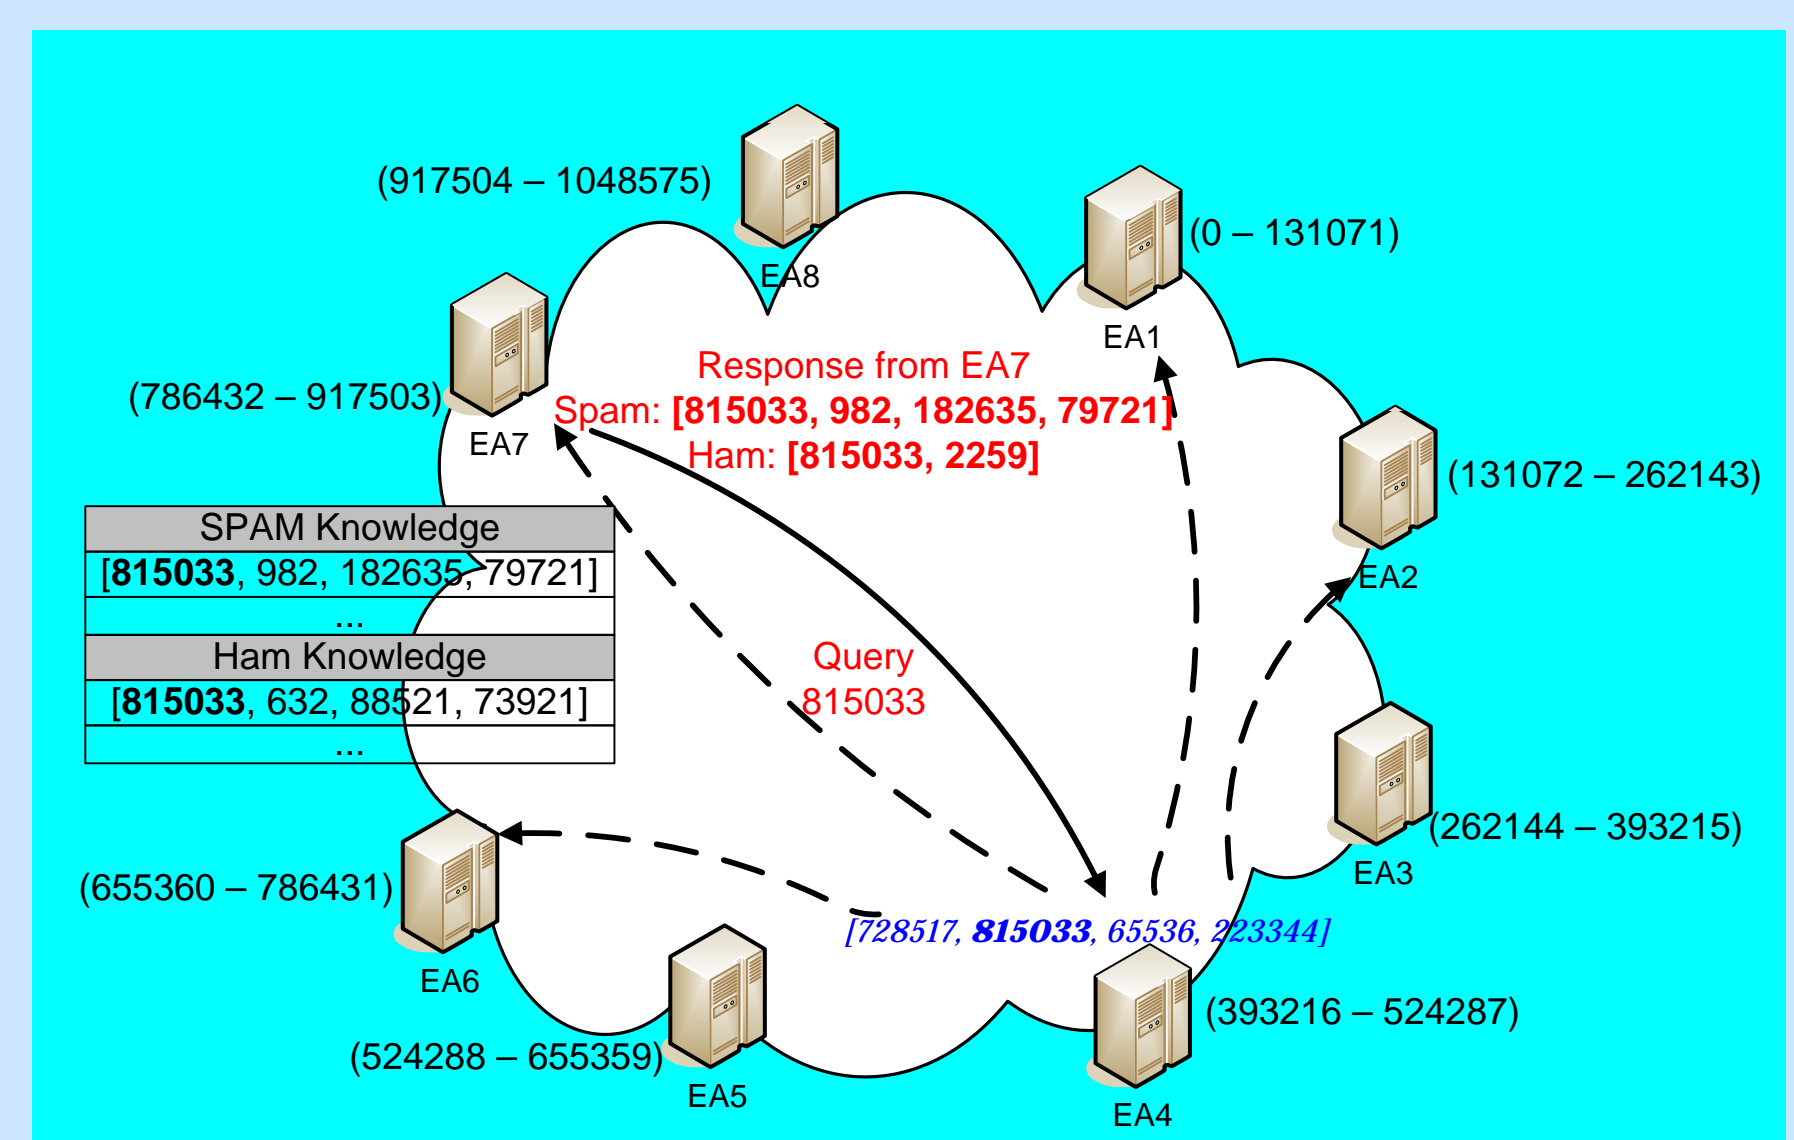 (917504 – 1048575)
EA8
(0 – 131071)
EA1
(786432 – 917503)
EA7
Response from EA7
Spam: [815033, 982, 182635, 79721]
Ham: [815033, 2259]
(131072 – 262143)
EA2
SPAM Knowledge
[815033, 982, 182635, 79721]
...
Ham Knowledge
[815033, 632, 88521, 73921]
...
Query
815033
(262144 – 393215)
EA3
(655360 – 786431)
EA6
[728517, 815033, 65536, 223344]
(393216 – 524287)
EA4
(524288 – 655359)
EA5